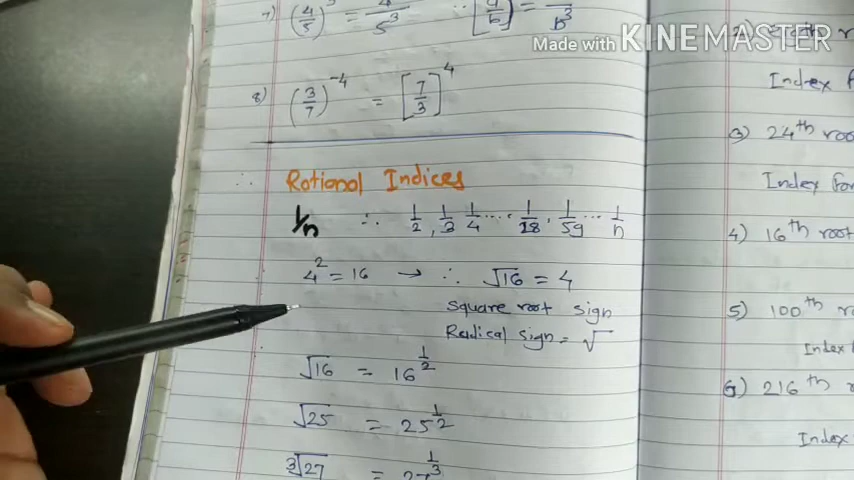 7) (4/5)³ = 4/5³ ∵ [a/b] = /b³
Made with KINEMASTER
8) (3/7)⁻⁴ = [7/3]⁴
∴ Rational Indices
1/n ∴ 1/2, 1/3 1/4 .... 1/18, 1/59 ... 1/n
4² = 16 → ∴ √16 = 4
Square root sign
Radical sign = √
√16 = 16^1/2
√25 = 25^1/2
³√27 = 27^1/3
Index
3) 24th roo
Index for
4) 16th root
5) 100th r
Index
6) 216th
Index